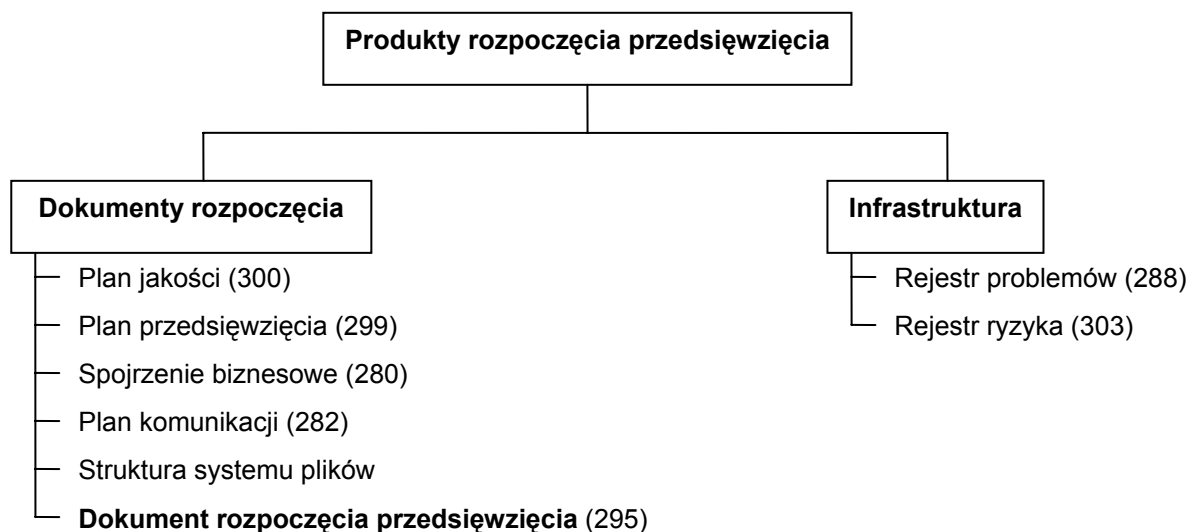 Produkty rozpoczęcia przedsięwzięcia
Dokumenty rozpoczęcia
Plan jakości (300)
Plan przedsięwzięcia (299)
Spojrzenie biznesowe (280)
Plan komunikacji (282)
Struktura systemu plików
Dokument rozpoczęcia przedsięwzięcia (295)
Infrastruktura
Rejestr problemów (288)
Rejestr ryzyka (303)